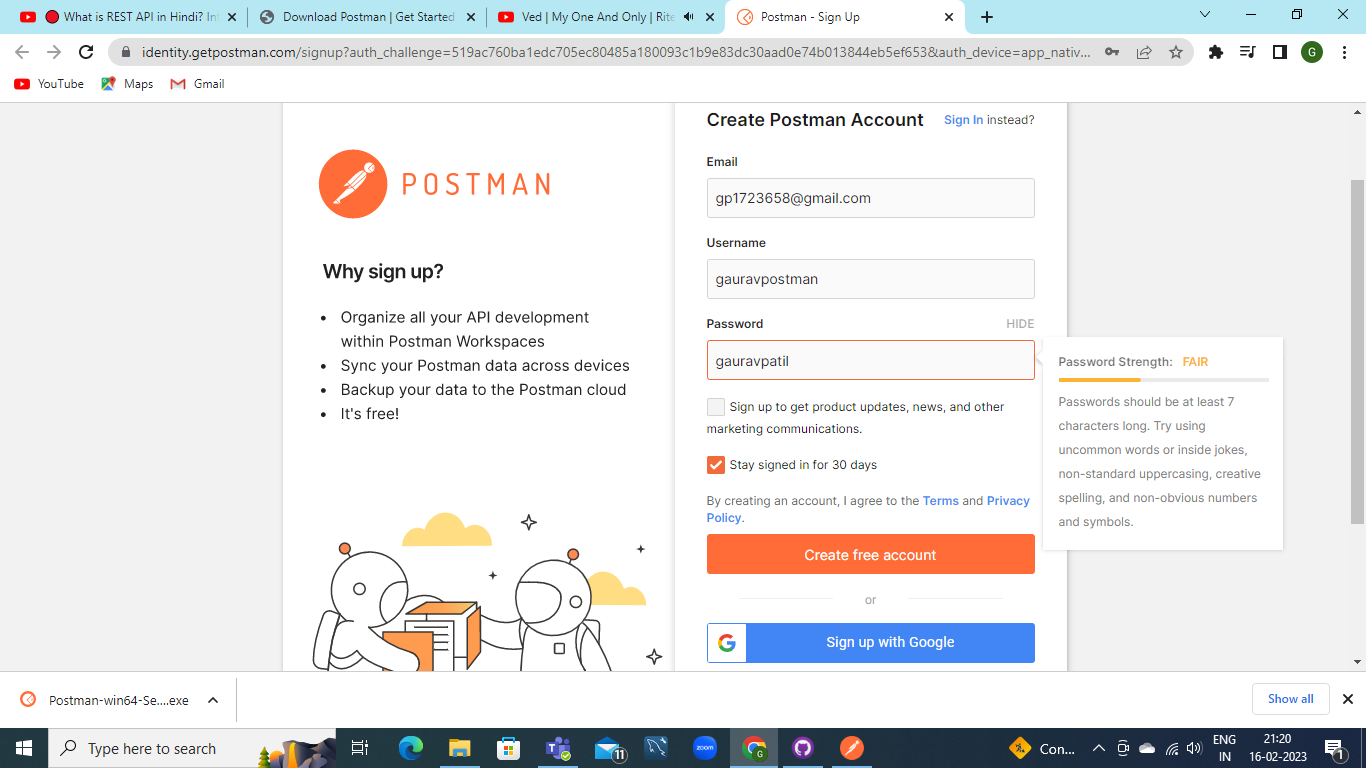 What is REST API in Hindi? Int
Download Postman | Get Started
Ved | My One And Only | Rite
Postman - Sign Up
identity.getpostman.com/signup?auth_challenge=519ac760ba1edc705ec80485a180093c1b9e83dc30aad0e74b013844eb5ef653&auth_device=app_nativ...
G
YouTube
Maps
Gmail
POSTMAN
Why sign up?
Organize all your API development
within Postman Workspaces
Sync your Postman data across devices
Backup your data to the Postman cloud
It's free!
Create Postman Account
Sign In instead?
Email
gp1723658@gmail.com
Username
gauravpostman
Password
HIDE
gauravpatil
Sign up to get product updates, news, and other
marketing communications.
Stay signed in for 30 days
By creating an account, I agree to the Terms and Privacy
Policy.
Create free account
or
Sign up with Google
Password Strength: FAIR
Passwords should be at least 7
characters long. Try using
uncommon words or inside jokes,
non-standard uppercasing, creative
spelling, and non-obvious numbers
and symbols.
Postman-win64-Se....exe
Show all
Type here to search
11
zoom
G
Con...
ENG
IN
21:20
16-02-2023
1